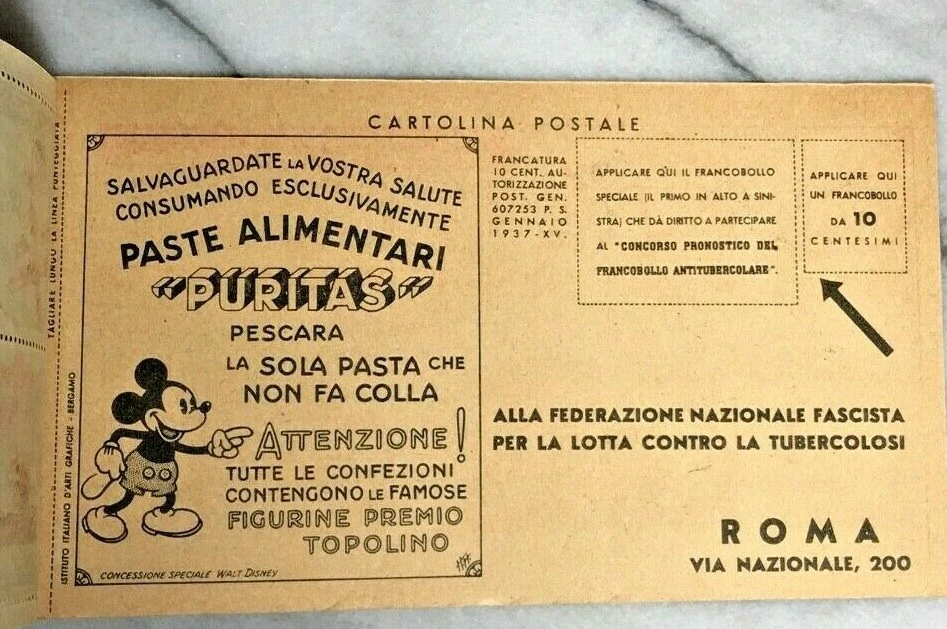 CARTOLINA POSTALE
TAGLIARE LUNGO LA LINEA PUNTEGGIATA
ISTITUTO ITALIANO D'ARTI GRAFICHE - BERGAMO
SALVAGUARDATE LA VOSTRA SALUTE
CONSUMANDO ESCLUSIVAMENTE
PASTE ALIMENTARI
"PURITAS"
PESCARA
LA SOLA PASTA CHE
NON FA COLLA
ATTENZIONE!
TUTTE LE CONFEZIONI
CONTENGONO LE FAMOSE
FIGURINE PREMIO
TOPOLINO
CONCESSIONE SPECIALE WALT DISNEY
FRANCATURA
10 CENT. AU-
TORIZZAZIONE
POST. GEN.
607253 P. S.
GENNAIO
1937-XV.
APPLICARE QUI IL FRANCOBOLLO
SPECIALE (IL PRIMO IN ALTO A SINI-
STRA) CHE DÀ DIRITTO A PARTECIPARE
AL "CONCORSO PRONOSTICO DEL
FRANCOBOLLO ANTITUBERCOLARE".
APPLICARE QUI
UN FRANCOBOLLO
DA 10
CENTESIMI
ALLA FEDERAZIONE NAZIONALE FASCISTA
PER LA LOTTA CONTRO LA TUBERCOLOSI
ROMA
VIA NAZIONALE, 200